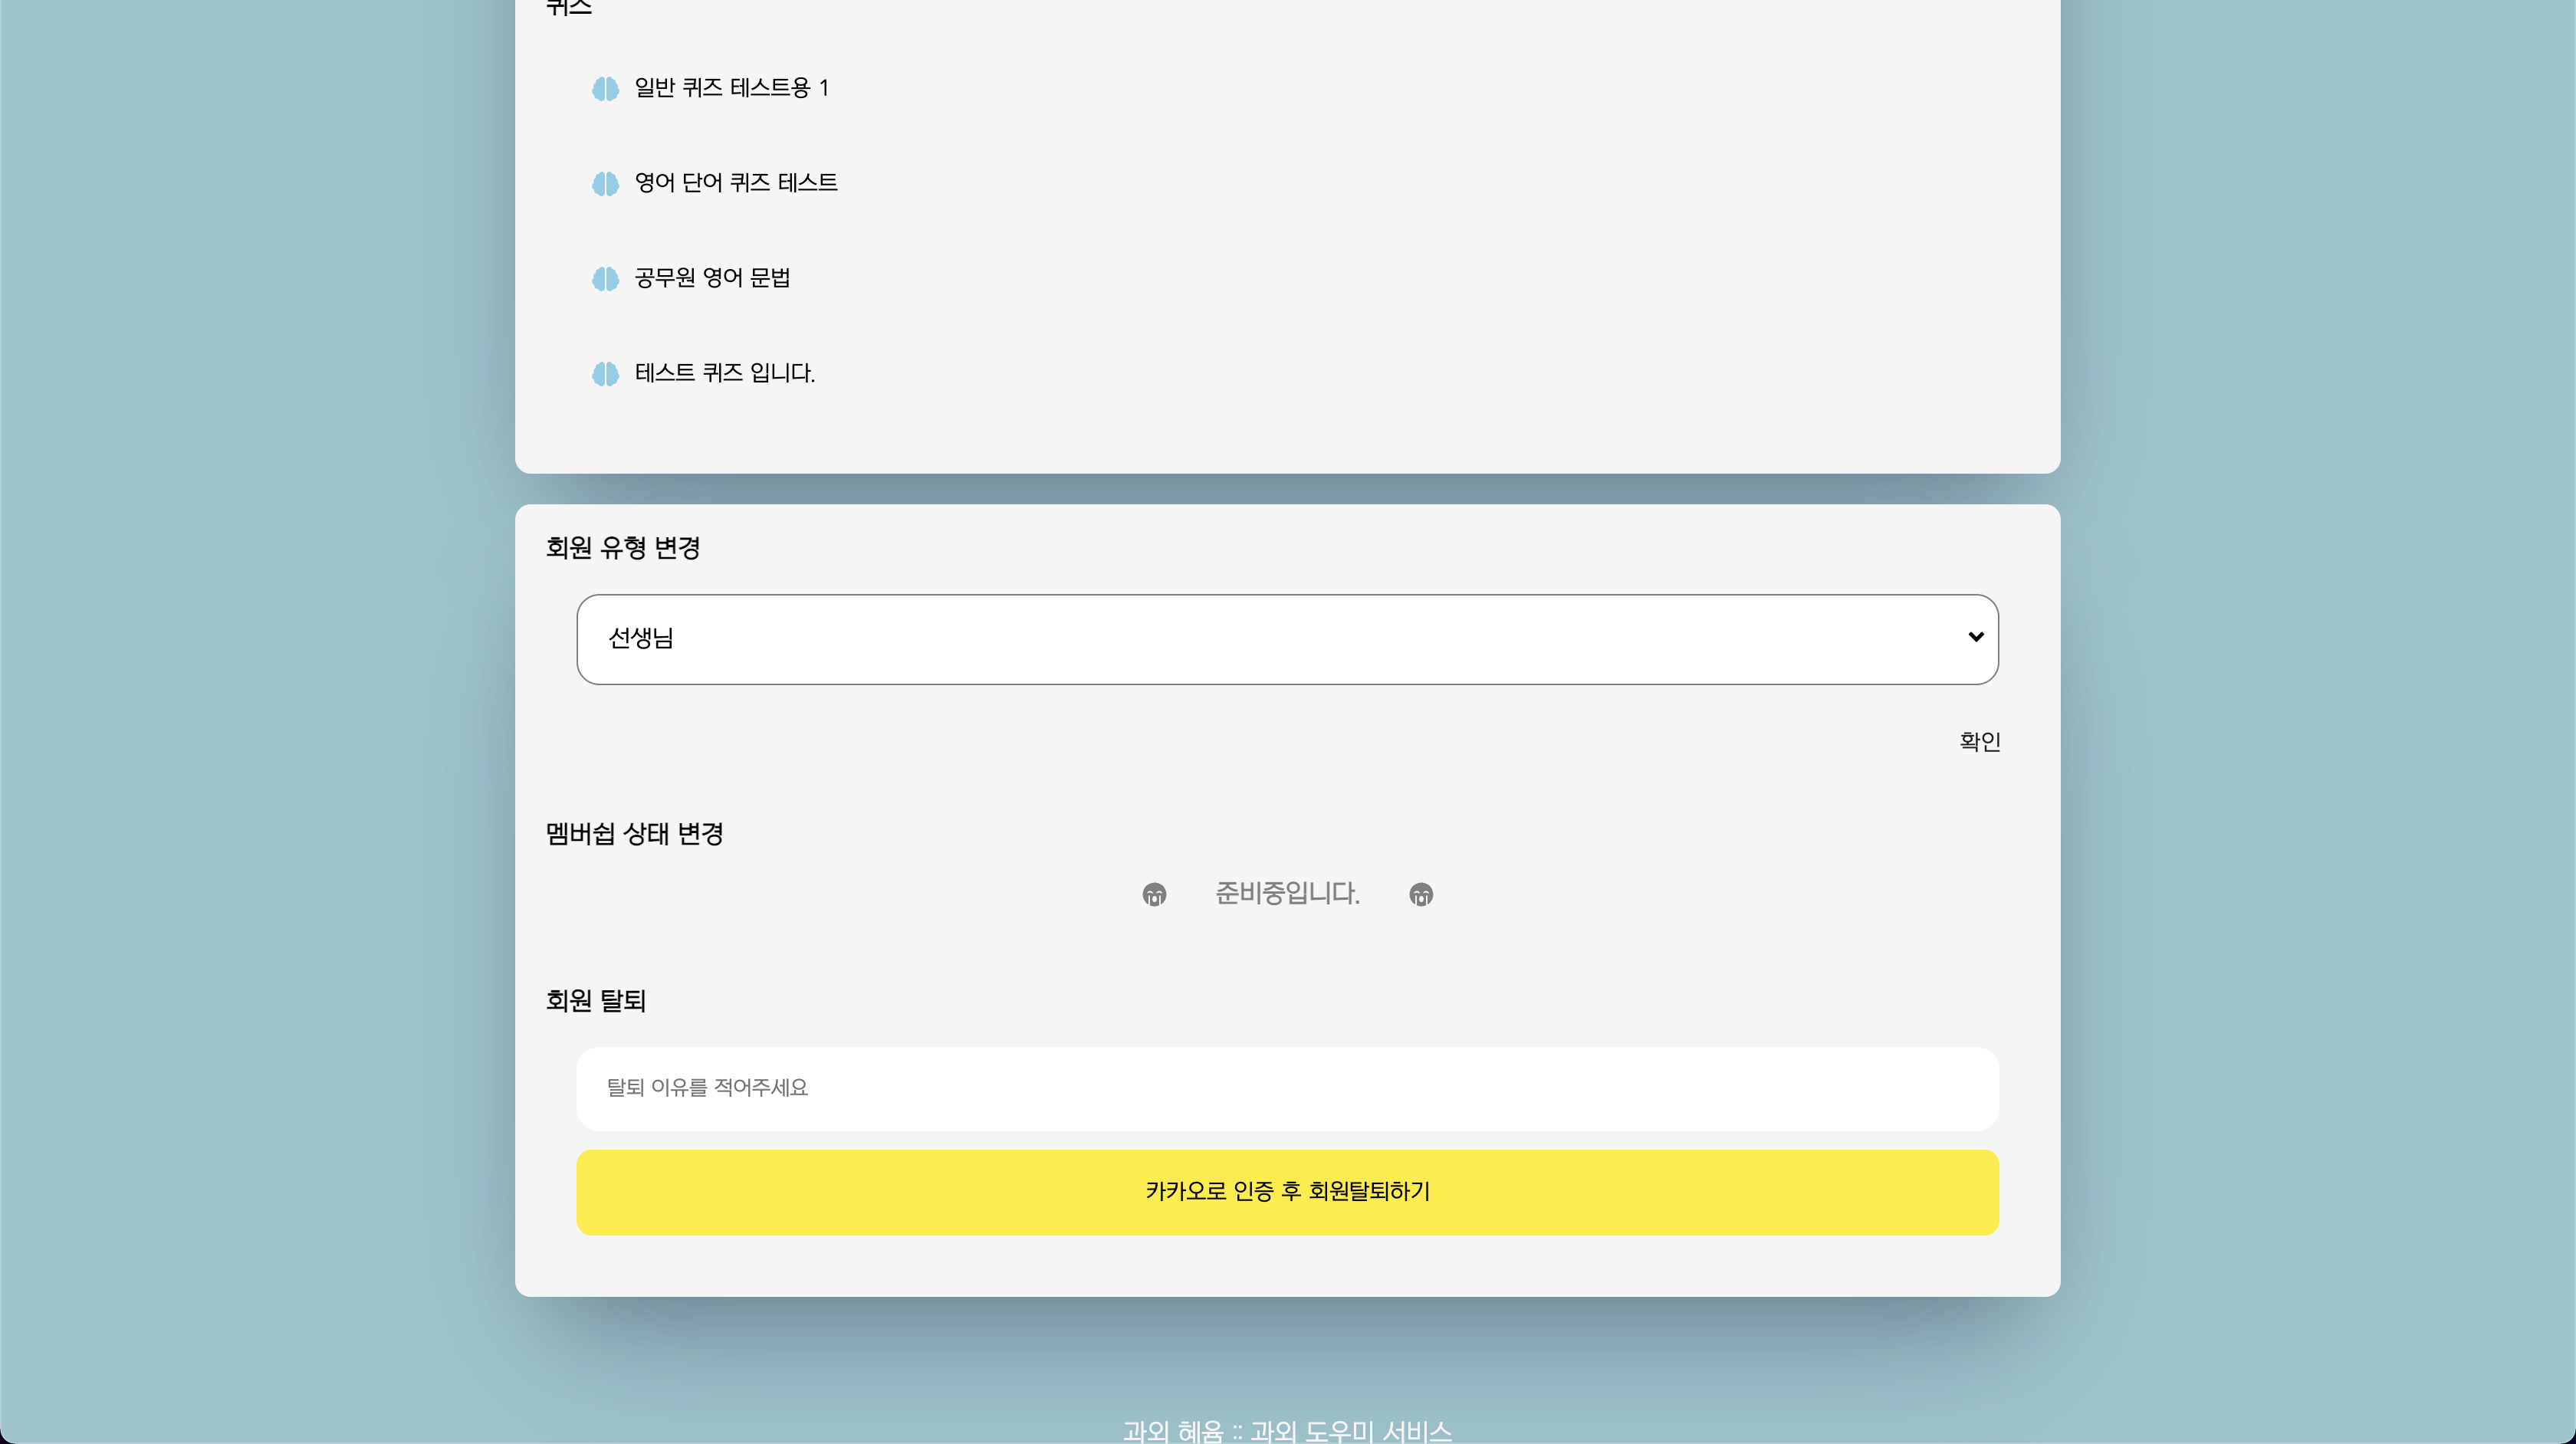 퀴즈
일반 퀴즈 테스트용 1
영어 단어 퀴즈 테스트
공무원 영어 문법
테스트 퀴즈 입니다.
회원 유형 변경
선생님
확인
멤버쉽 상태 변경
준비중입니다.
회원 탈퇴
탈퇴 이유를 적어주세요
카카오로 인증 후 회원탈퇴하기
과외 혜윰 :: 과외 도우미 서비스